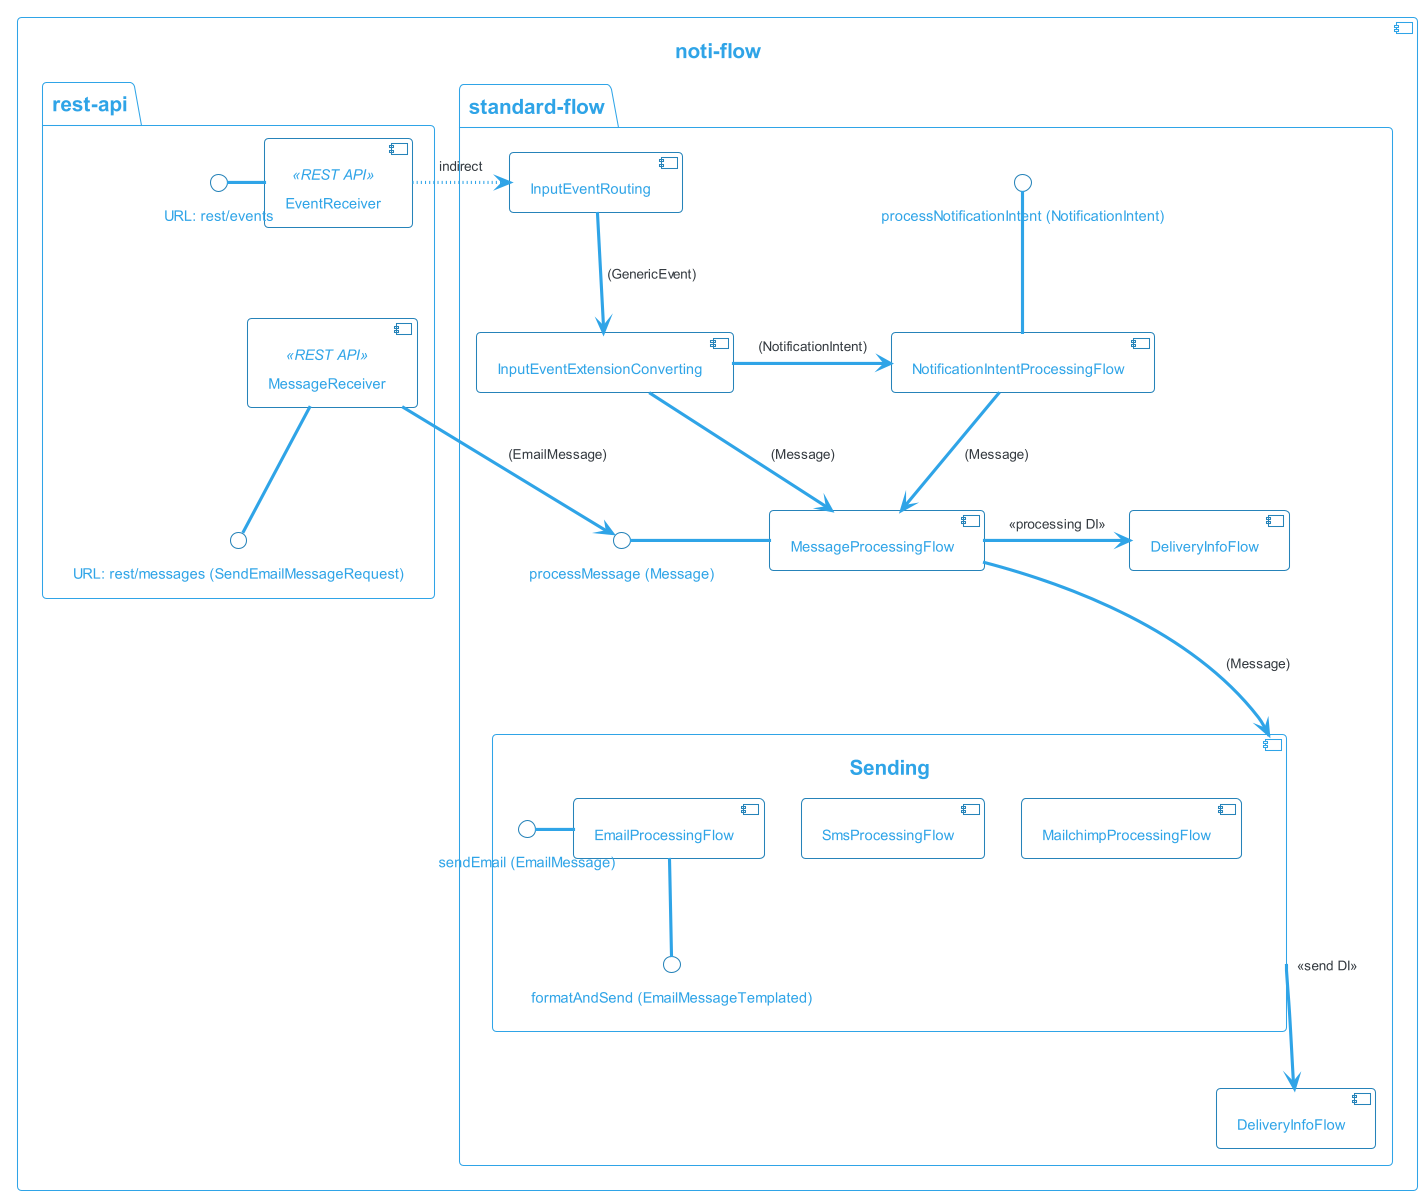 noti-flow
rest-api
standard-flow
«REST API»
EventReceiver
URL: rest/events
indirect
InputEventRouting
processNotificationIntent (NotificationIntent)
(GenericEvent)
«REST API»
MessageReceiver
InputEventExtensionConverting
(NotificationIntent)
NotificationIntentProcessingFlow
(EmailMessage)
(Message)
(Message)
URL: rest/messages (SendEmailMessageRequest)
processMessage (Message)
MessageProcessingFlow
«processing DI»
DeliveryInfoFlow
(Message)
Sending
EmailProcessingFlow
SmsProcessingFlow
MailchimpProcessingFlow
sendEmail (EmailMessage)
formatAndSend (EmailMessageTemplated)
«send DI»
DeliveryInfoFlow